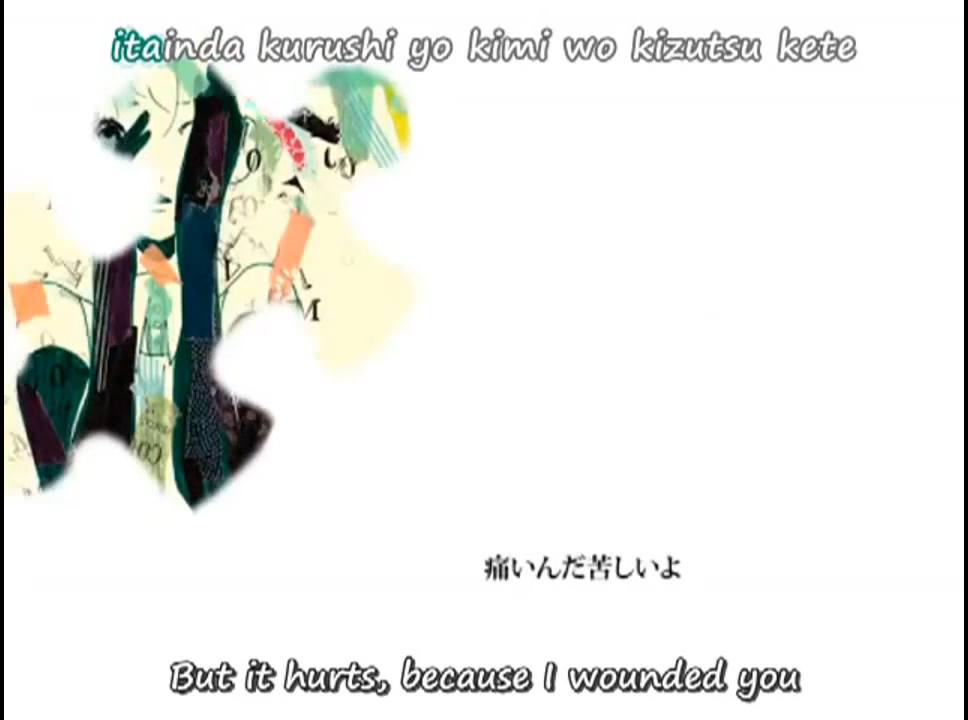 itainda kurushi yo kimi wo kizutsu kete
痛いんだ苦しいよ
But it hurts, because I wounded you